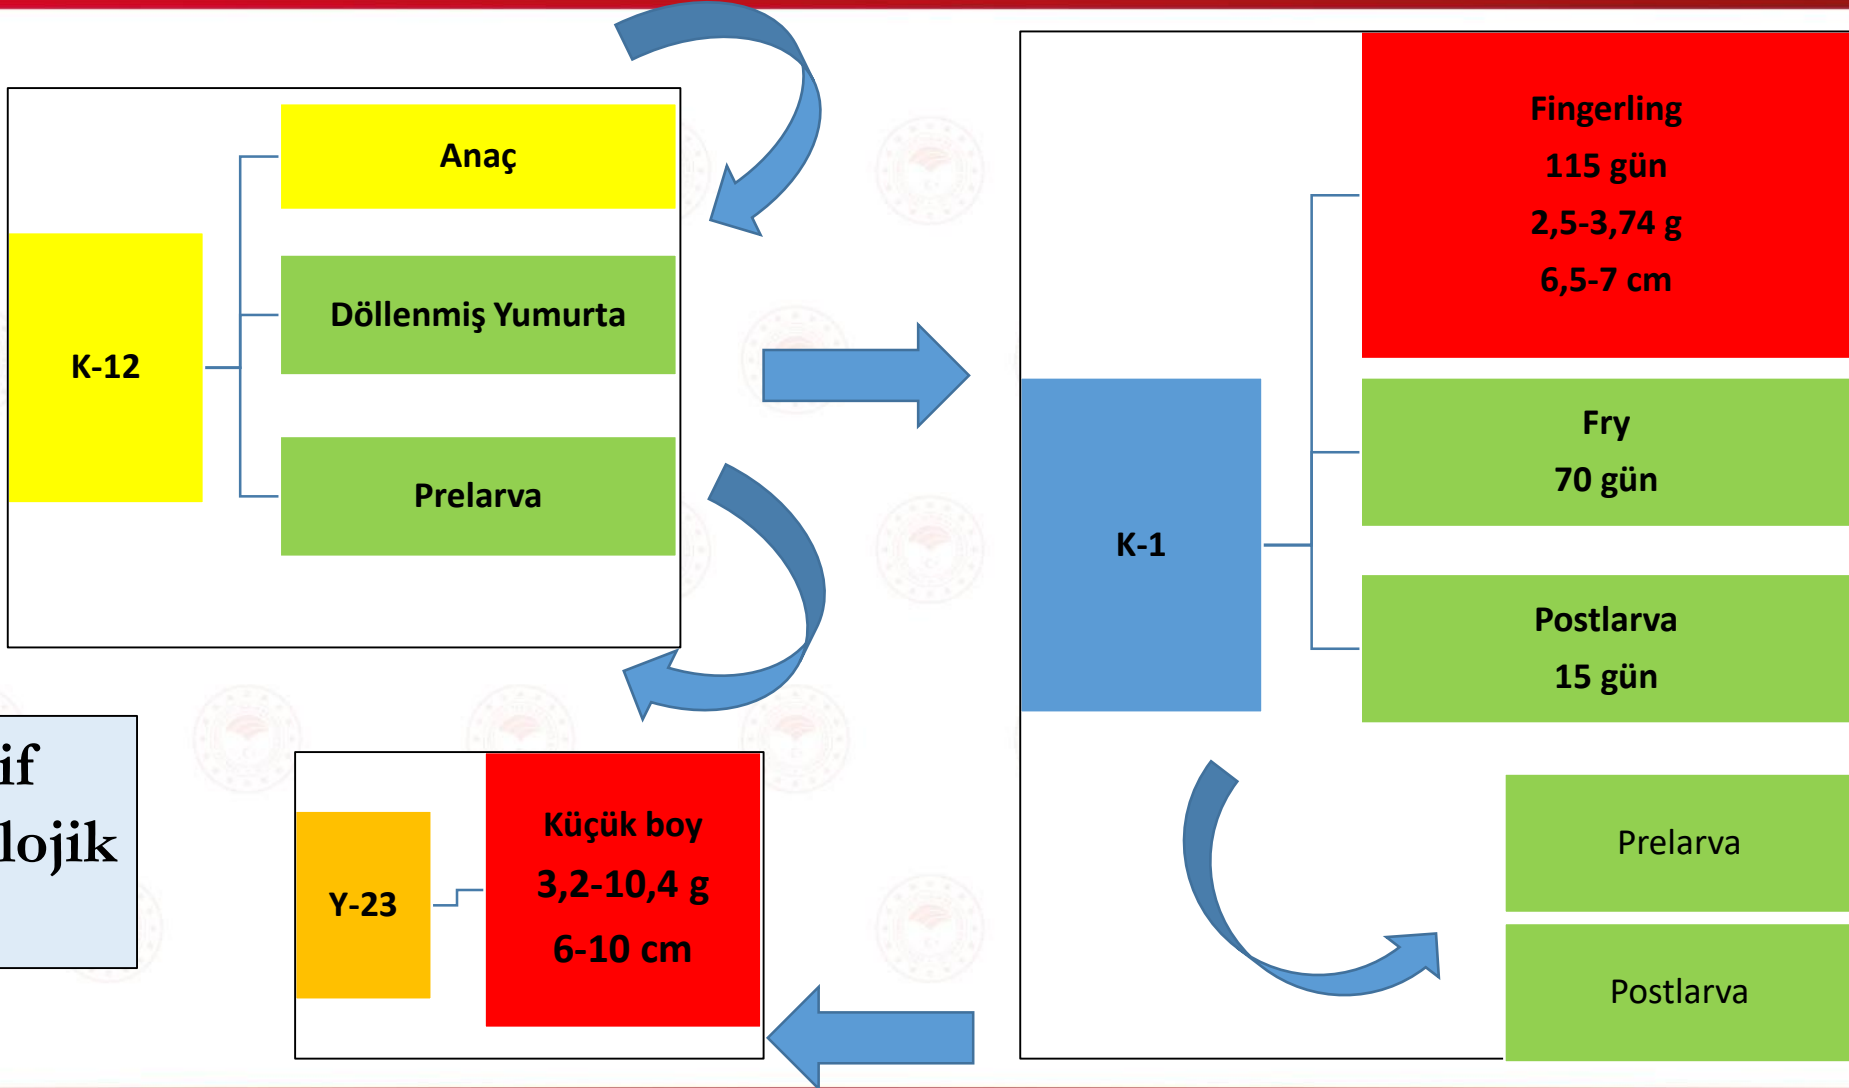 K-12
Anaç
Döllenmiş Yumurta
Prelarva
K-1
Fingerling
115 gün
2,5-3,74 g
6,5-7 cm
Fry
70 gün
Postlarva
15 gün
Prelarva
Postlarva
Y-23
Küçük boy
3,2-10,4 g
6-10 cm
if
lojik